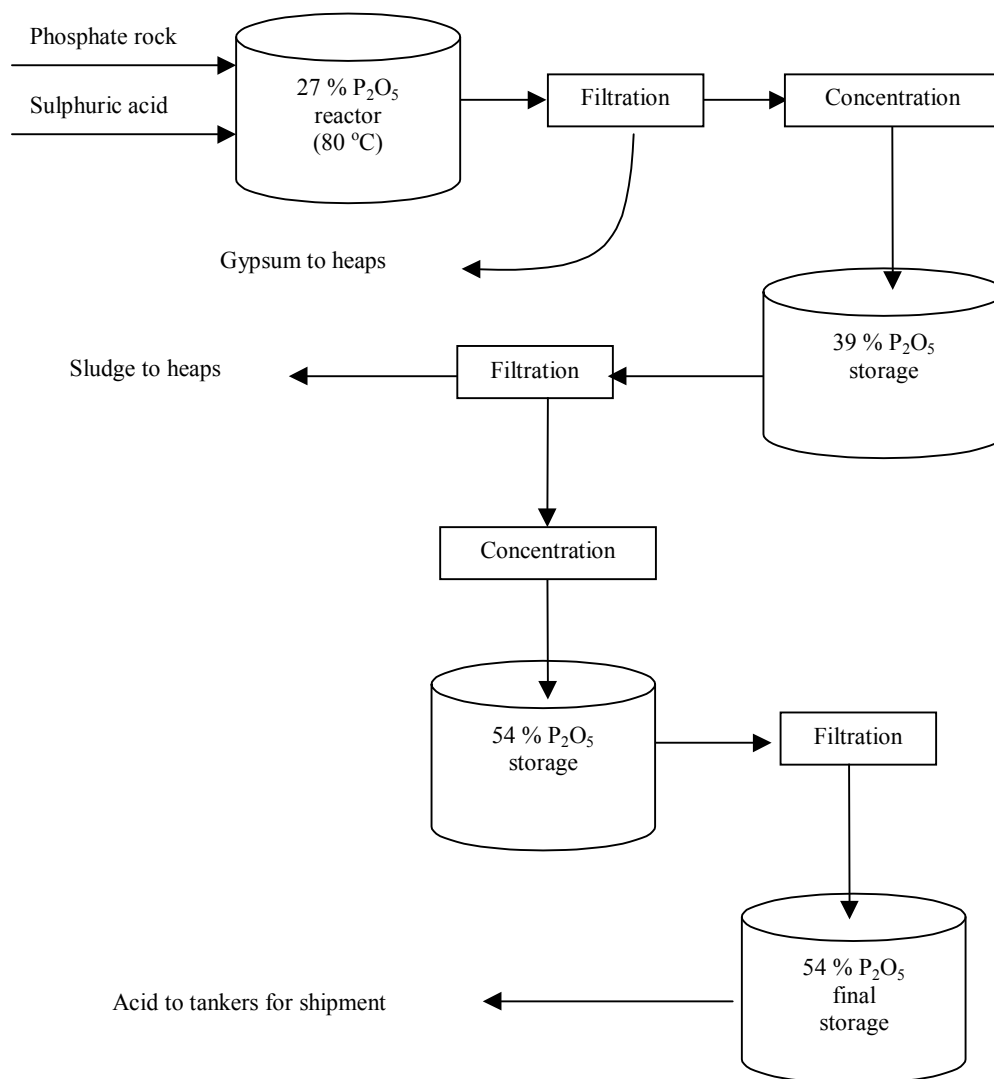 Phosphate rock
Sulphuric acid
27 % P₂O₅
reactor
(80 °C)
Filtration
Concentration
Gypsum to heaps
39 % P₂O₅
storage
Filtration
Sludge to heaps
Concentration
54 % P₂O₅
storage
Filtration
54 % P₂O₅
final
storage
Acid to tankers for shipment